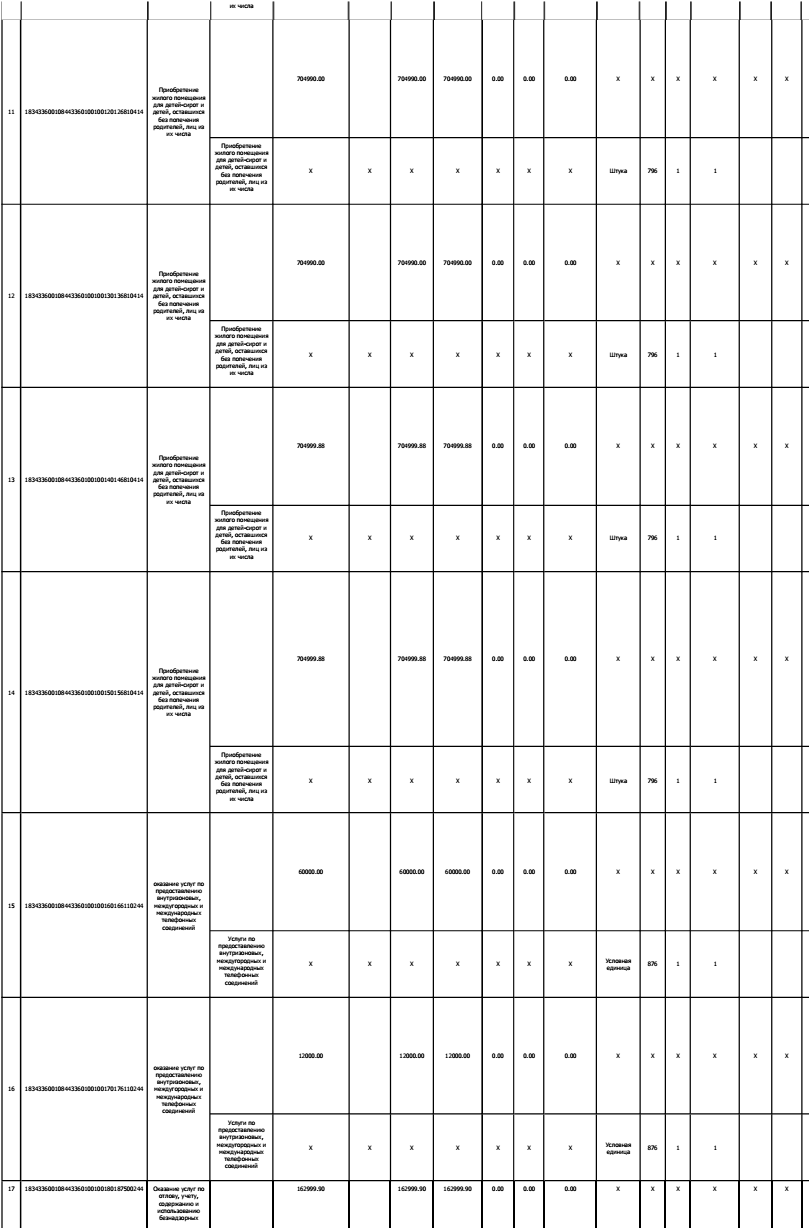 их числа
11 183433600108443360100100120126810414
Приобретение
жилого помещения
для детей-сирот и
детей, оставшихся
без попечения
родителей, лиц из
их числа
704990.00 704990.00 704990.00 0.00 0.00 0.00 X X X X X X
Приобретение
жилого помещения
для детей-сирот и
детей, оставшихся
без попечения
родителей, лиц из
их числа
X X X X X X X Штука 796 1 1
12 183433600108443360100100130136810414
Приобретение
жилого помещения
для детей-сирот и
детей, оставшихся
без попечения
родителей, лиц из
их числа
704990.00 704990.00 704990.00 0.00 0.00 0.00 X X X X X X
Приобретение
жилого помещения
для детей-сирот и
детей, оставшихся
без попечения
родителей, лиц из
их числа
X X X X X X X Штука 796 1 1
13 183433600108443360100100140146810414
Приобретение
жилого помещения
для детей-сирот и
детей, оставшихся
без попечения
родителей, лиц из
их числа
704999.88 704999.88 704999.88 0.00 0.00 0.00 X X X X X X
Приобретение
жилого помещения
для детей-сирот и
детей, оставшихся
без попечения
родителей, лиц из
их числа
X X X X X X X Штука 796 1 1
14 183433600108443360100100150156810414
Приобретение
жилого помещения
для детей-сирот и
детей, оставшихся
без попечения
родителей, лиц из
их числа
704999.88 704999.88 704999.88 0.00 0.00 0.00 X X X X X X
Приобретение
жилого помещения
для детей-сирот и
детей, оставшихся
без попечения
родителей, лиц из
их числа
X X X X X X X Штука 796 1 1
15 183433600108443360100100160166110244
оказание услуг по
предоставлению
внутризоновых,
междугородных и
международных
телефонных
соединений
60000.00 60000.00 60000.00 0.00 0.00 0.00 X X X X X X
Услуги по
предоставлению
внутризоновых,
междугородных и
международных
телефонных
соединений
X X X X X X X Условная
единица 876 1 1
16 183433600108443360100100170176110244
оказание услуг по
предоставлению
внутризоновых,
междугородных и
международных
телефонных
соединений
12000.00 12000.00 12000.00 0.00 0.00 0.00 X X X X X X
Услуги по
предоставлению
внутризоновых,
междугородных и
международных
телефонных
соединений
X X X X X X X Условная
единица 876 1 1
17 183433600108443360100100180187500244
Оказание услуг по
отлову, учету,
содержанию и
использованию
безнадзорных
162999.90 162999.90 162999.90 0.00 0.00 0.00 X X X X X X